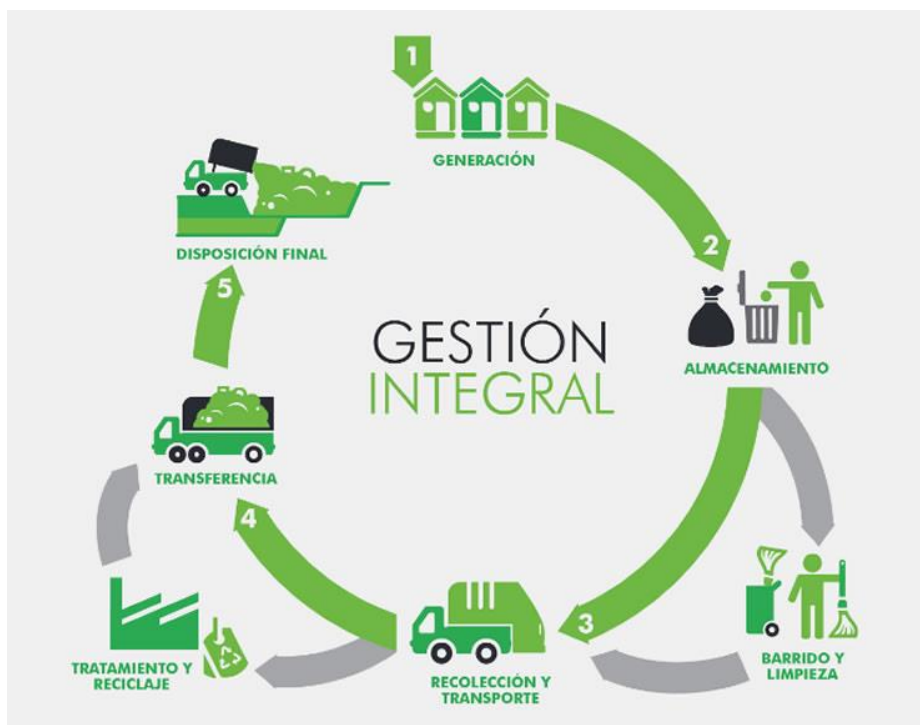 1
GENERACIÓN
2
ALMACENAMIENTO
BARRIDO Y
LIMPIEZA
3
RECOLECCIÓN Y
TRANSPORTE
TRATAMIENTO Y
RECICLAJE
4
TRANSFERENCIA
5
DISPOSICIÓN FINAL
GESTIÓN
INTEGRAL